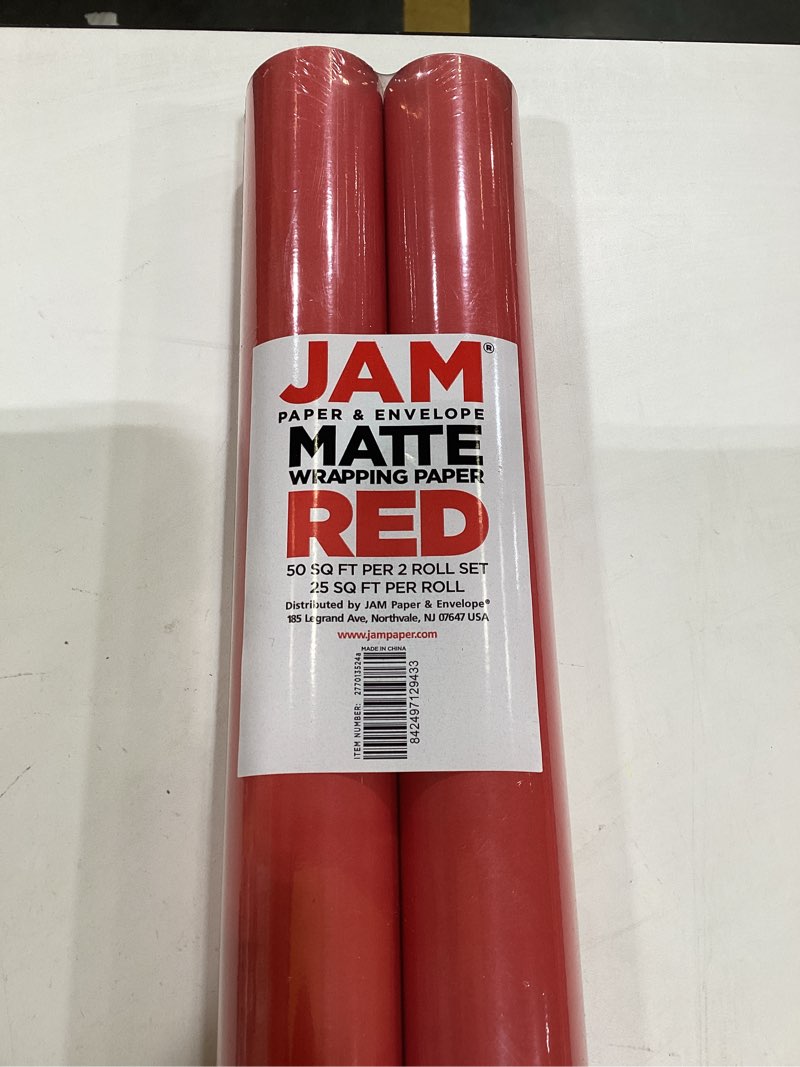 JAM®
PAPER & ENVELOPE
MATTE
WRAPPING PAPER
RED
50 SQ FT PER 2 ROLL SET
25 SQ FT PER ROLL
Distributed by JAM Paper & Envelope®
185 Legrand Ave, Northvale, NJ 07647 USA
www.jampaper.com
MADE IN CHINA
ITEM NUMBER: 277013524a
842497129433